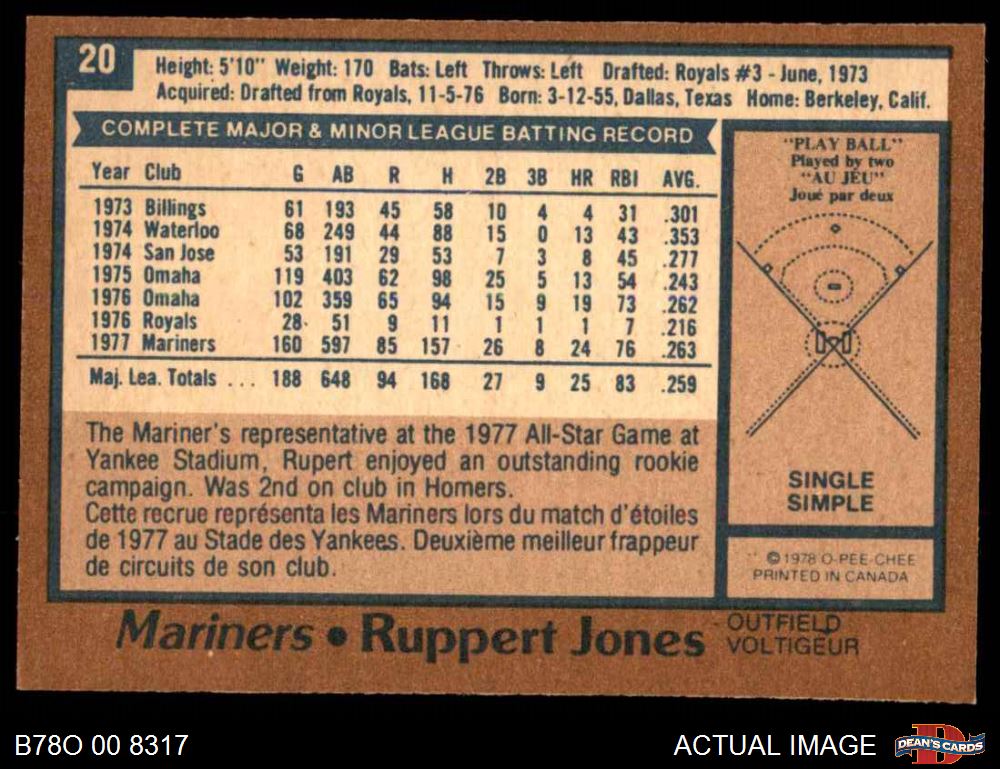 20
Height: 5'10" Weight: 170 Bats: Left Throws: Left Drafted: Royals #3 - June, 1973
Acquired: Drafted from Royals, 11-5-76 Born: 3-12-55, Dallas, Texas Home: Berkeley, Calif.
COMPLETE MAJOR & MINOR LEAGUE BATTING RECORD
Year Club G AB R H 2B 3B HR RBI AVG.
1973 Billings 61 193 45 58 10 4 4 31 .301
1974 Waterloo 68 249 44 88 15 0 13 43 .353
1974 San Jose 53 191 29 53 7 3 8 45 .277
1975 Omaha 119 403 62 98 25 5 13 54 .243
1976 Omaha 102 359 65 94 15 9 19 73 .262
1976 Royals 28 51 9 11 1 1 1 7 .216
1977 Mariners 160 597 85 157 26 8 24 76 .263
Maj. Lea. Totals ... 188 648 94 168 27 9 25 83 .259
The Mariner's representative at the 1977 All-Star Game at
Yankee Stadium, Rupert enjoyed an outstanding rookie
campaign. Was 2nd on club in Homers.
Cette recrue représenta les Mariners lors du match d'étoiles
de 1977 au Stade des Yankees. Deuxième meilleur frappeur
de circuits de son club.
"PLAY BALL"
Played by two
"AU JEU"
Joué par deux
SINGLE
SIMPLE
© 1978 O-PEE-CHEE
PRINTED IN CANADA
Mariners • Ruppert Jones
OUTFIELD
VOLTIGEUR
B78O 00 8317
ACTUAL IMAGE
D
DEAN'S CARDS